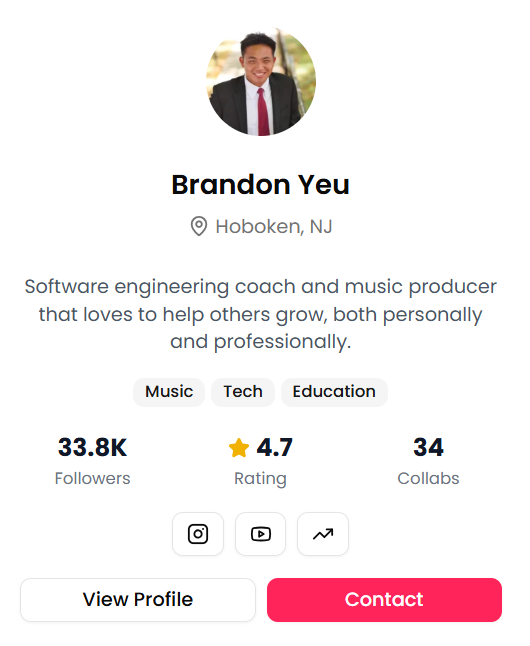 Brandon Yeu
Hoboken, NJ
Software engineering coach and music producer
that loves to help others grow, both personally
and professionally.
Music Tech Education
33.8K 4.7 34
Followers Rating Collabs
View Profile Contact